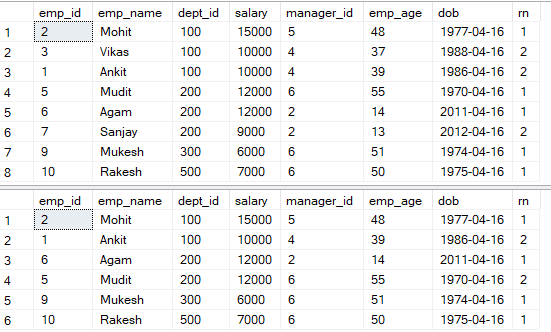 emp_id emp_name dept_id salary manager_id emp_age dob rn
1 2 Mohit 100 15000 5 48 1977-04-16 1
2 3 Vikas 100 10000 4 37 1988-04-16 2
3 1 Ankit 100 10000 4 39 1986-04-16 2
4 5 Mudit 200 12000 6 55 1970-04-16 1
5 6 Agam 200 12000 2 14 2011-04-16 1
6 7 Sanjay 200 9000 2 13 2012-04-16 2
7 9 Mukesh 300 6000 6 51 1974-04-16 1
8 10 Rakesh 500 7000 6 50 1975-04-16 1
emp_id emp_name dept_id salary manager_id emp_age dob rn
1 2 Mohit 100 15000 5 48 1977-04-16 1
2 1 Ankit 100 10000 4 39 1986-04-16 2
3 6 Agam 200 12000 2 14 2011-04-16 1
4 5 Mudit 200 12000 6 55 1970-04-16 2
5 9 Mukesh 300 6000 6 51 1974-04-16 1
6 10 Rakesh 500 7000 6 50 1975-04-16 1